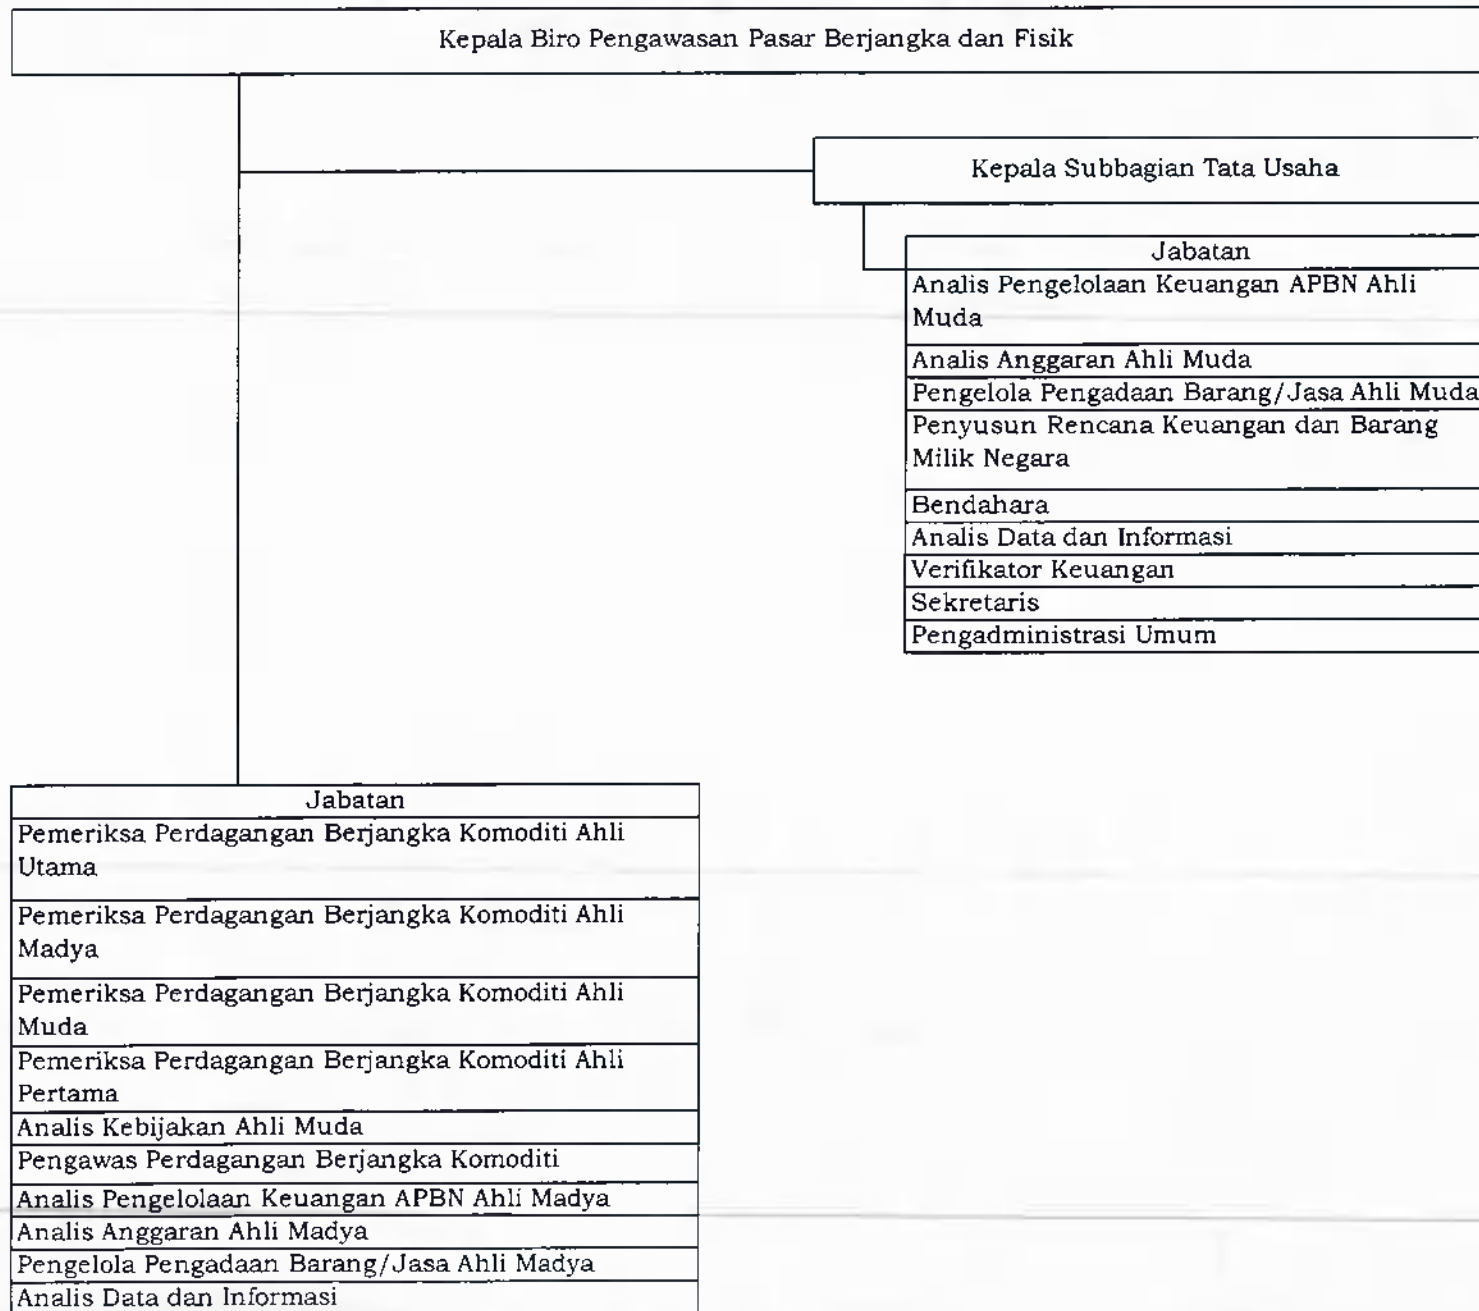 Kepala Biro Pengawasan Pasar Berjangka dan Fisik
Kepala Subbagian Tata Usaha
Jabatan
Analis Pengelolaan Keuangan APBN Ahli
Muda
Analis Anggaran Ahli Muda
Pengelola Pengadaan Barang/Jasa Ahli Muda
Penyusun Rencana Keuangan dan Barang
Milik Negara
Bendahara
Analis Data dan Informasi
Verifikator Keuangan
Sekretaris
Pengadministrasi Umum
Jabatan
Pemeriksa Perdagangan Berjangka Komoditi Ahli
Utama
Pemeriksa Perdagangan Berjangka Komoditi Ahli
Madya
Pemeriksa Perdagangan Berjangka Komoditi Ahli
Muda
Pemeriksa Perdagangan Berjangka Komoditi Ahli
Pertama
Analis Kebijakan Ahli Muda
Pengawas Perdagangan Berjangka Komoditi
Analis Pengelolaan Keuangan APBN Ahli Madya
Analis Anggaran Ahli Madya
Pengelola Pengadaan Barang/Jasa Ahli Madya
Analis Data dan Informasi